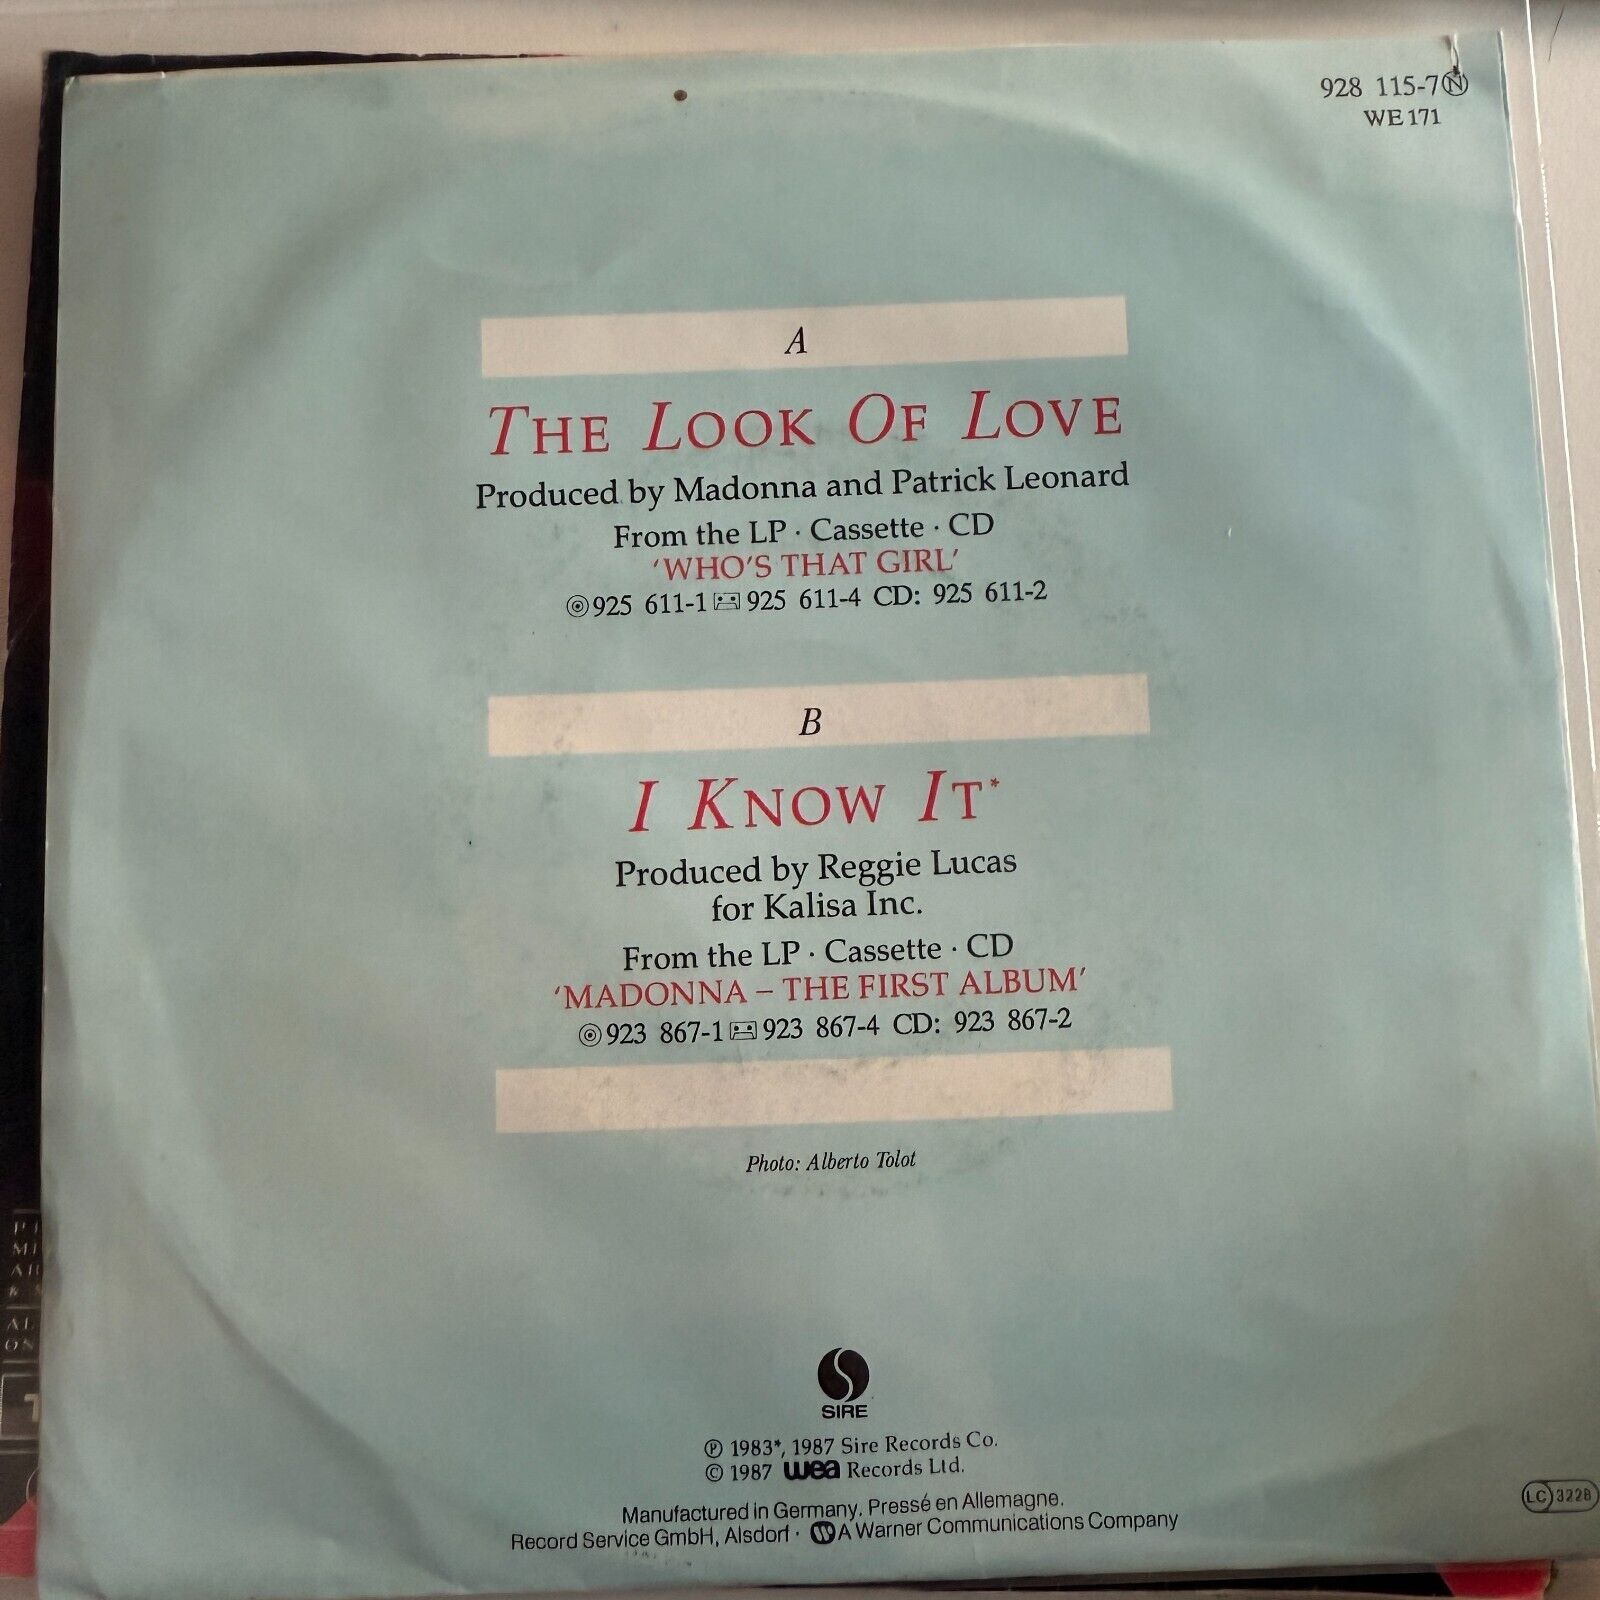 928 115-7 Ⓝ
WE 171
A
THE LOOK OF LOVE
Produced by Madonna and Patrick Leonard
From the LP · Cassette · CD
'WHO'S THAT GIRL'
925 611-1 925 611-4 CD: 925 611-2
B
I KNOW IT*
Produced by Reggie Lucas
for Kalisa Inc.
From the LP · Cassette · CD
'MADONNA – THE FIRST ALBUM'
923 867-1 923 867-4 CD: 923 867-2
Photo: Alberto Tolot
SIRE
℗ 1983*, 1987 Sire Records Co.
© 1987 wea Records Ltd.
Manufactured in Germany. Pressé en Allemagne.
Record Service GmbH, Alsdorf · A Warner Communications Company
LC 3228